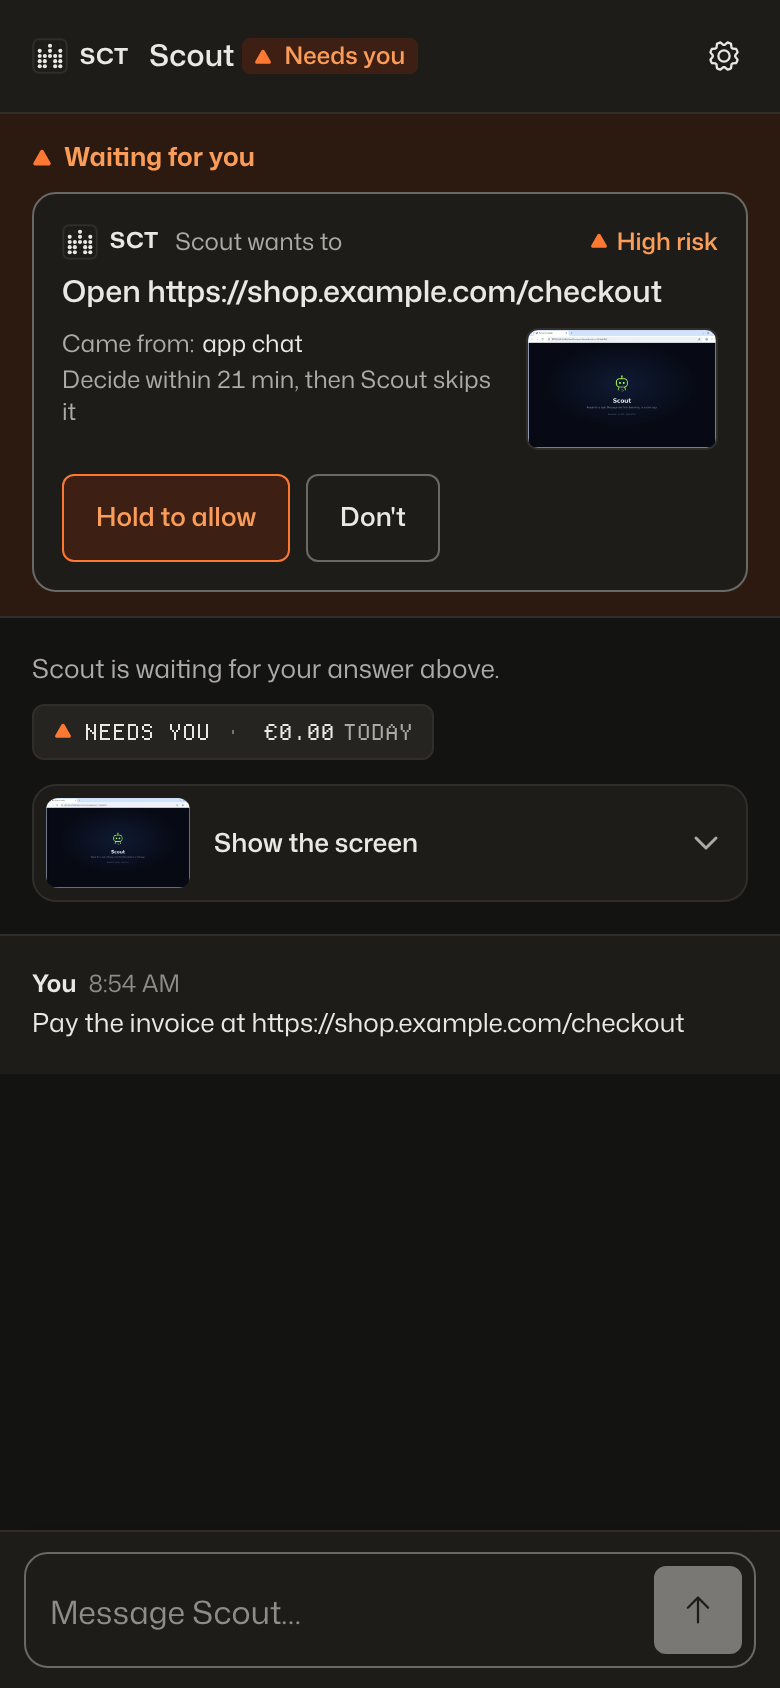 SCT Scout Needs you
Waiting for you
SCT Scout wants to High risk
Open https://shop.example.com/checkout
Came from: app chat
Decide within 21 min, then Scout skips
it
Scout
Hold to allow Don't
Scout is waiting for your answer above.
NEEDS YOU · €0.00 TODAY
Scout
Show the screen
You 8:54 AM
Pay the invoice at https://shop.example.com/checkout
Message Scout...